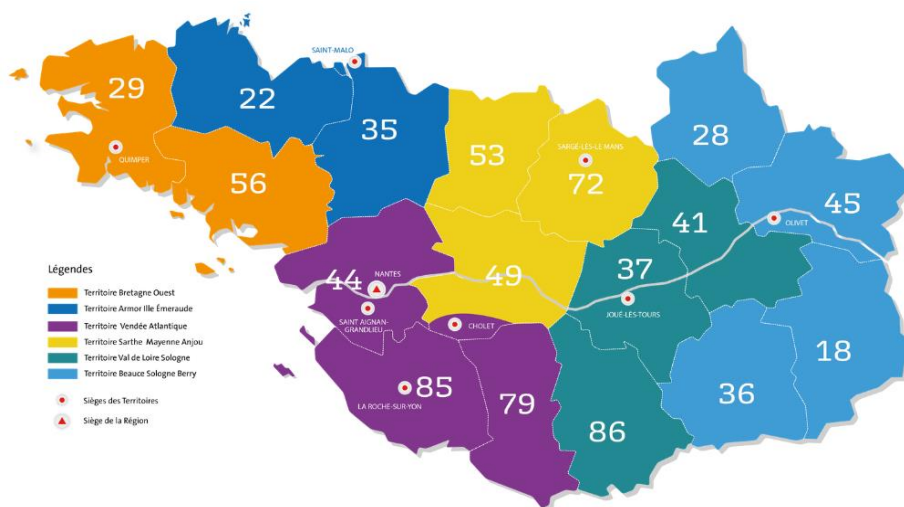 SAINT-MALO
29
22
35
53
SARGÉ-LÈS-LE MANS
72
28
QUIMPER
56
41
45
OLIVET
Légendes
Territoire Bretagne Ouest
Territoire Armor Ille Émeraude
Territoire Vendée Atlantique
Territoire Sarthe Mayenne Anjou
Territoire Val de Loire Sologne
Territoire Beauce Sologne Berry
Sièges des Territoires
Siège de la Région
44
NANTES
49
37
SAINT AIGNAN-
GRANDLIEU
CHOLET
JOUÉ-LÈS-TOURS
18
85
LA ROCHE-SUR-YON
79
86
36